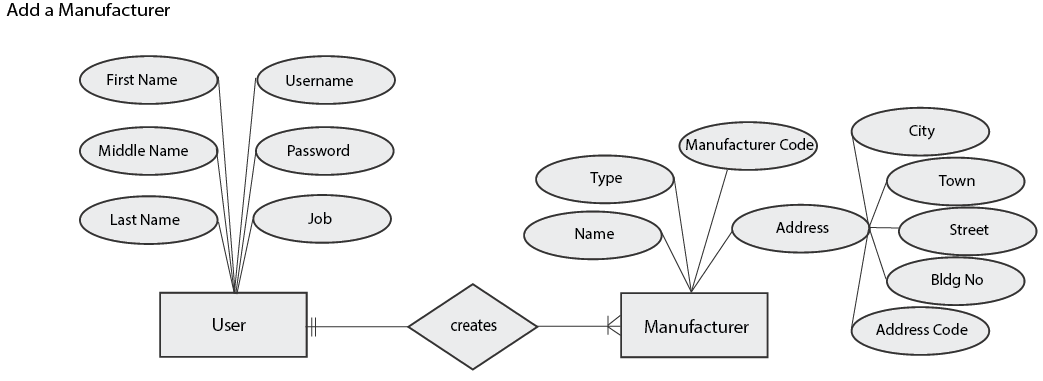 Add a Manufacturer
First Name
Username
Middle Name
Password
Last Name
Job
Type
Manufacturer Code
Name
Address
City
Town
Street
Bldg No
Address Code
User
creates
Manufacturer